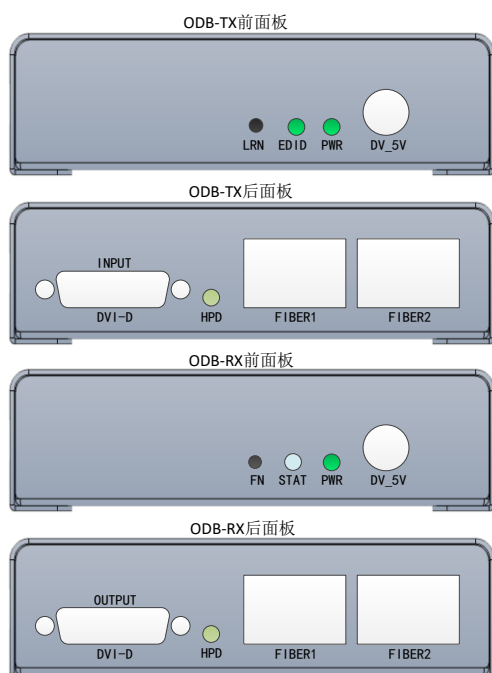 ODB-TX前面板
LRN EDID PWR DV_5V
ODB-TX后面板
INPUT
DVI-D HPD FIBER1 FIBER2
ODB-RX前面板
FN STAT PWR DV_5V
ODB-RX后面板
OUTPUT
DVI-D HPD FIBER1 FIBER2